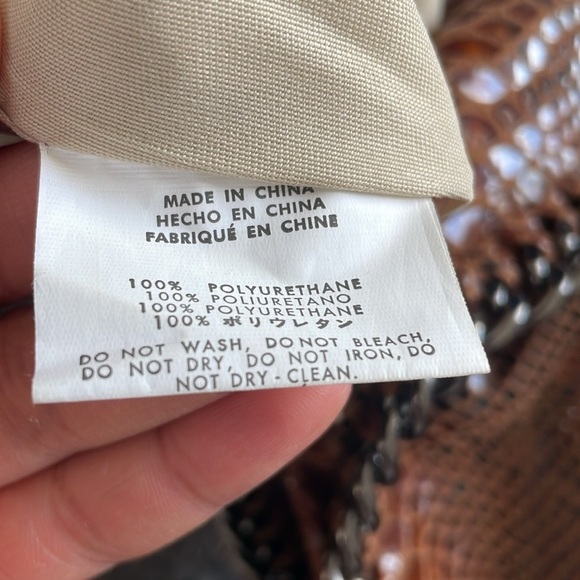 MADE IN CHINA
HECHO EN CHINA
FABRIQUÉ EN CHINE
100% POLYURETHANE
100% POLIURETANO
100% POLYURETHANE
100% ポリウレタン
DO NOT WASH, DO NOT BLEACH,
DO NOT DRY, DO NOT IRON, DO
NOT DRY-CLEAN.